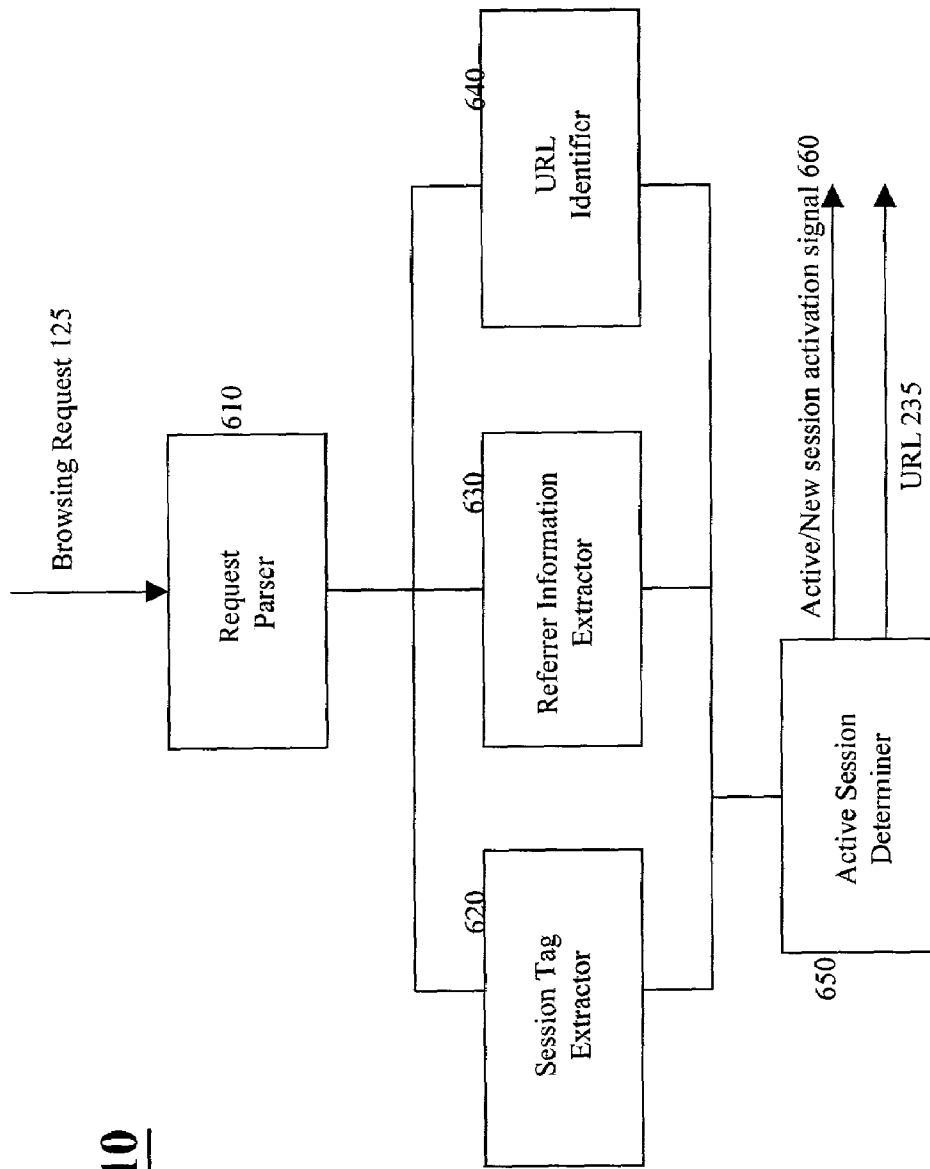 Browsing Request 125
Request
Parser
610
620
Session Tag
Extractor
630
Referrer Information
Extractor
640
URL
Identifier
650
Active Session
Determiner
Active/New session activation signal 660
URL 235